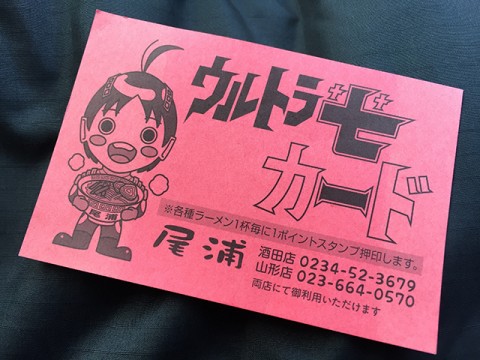 ウルトラ七
カード
※各種ラーメン1杯毎に1ポイントスタンプ押印します。
尾浦
尾浦
酒田店 0234-52-3679
山形店 023-664-0570
両店にて御利用いただけます